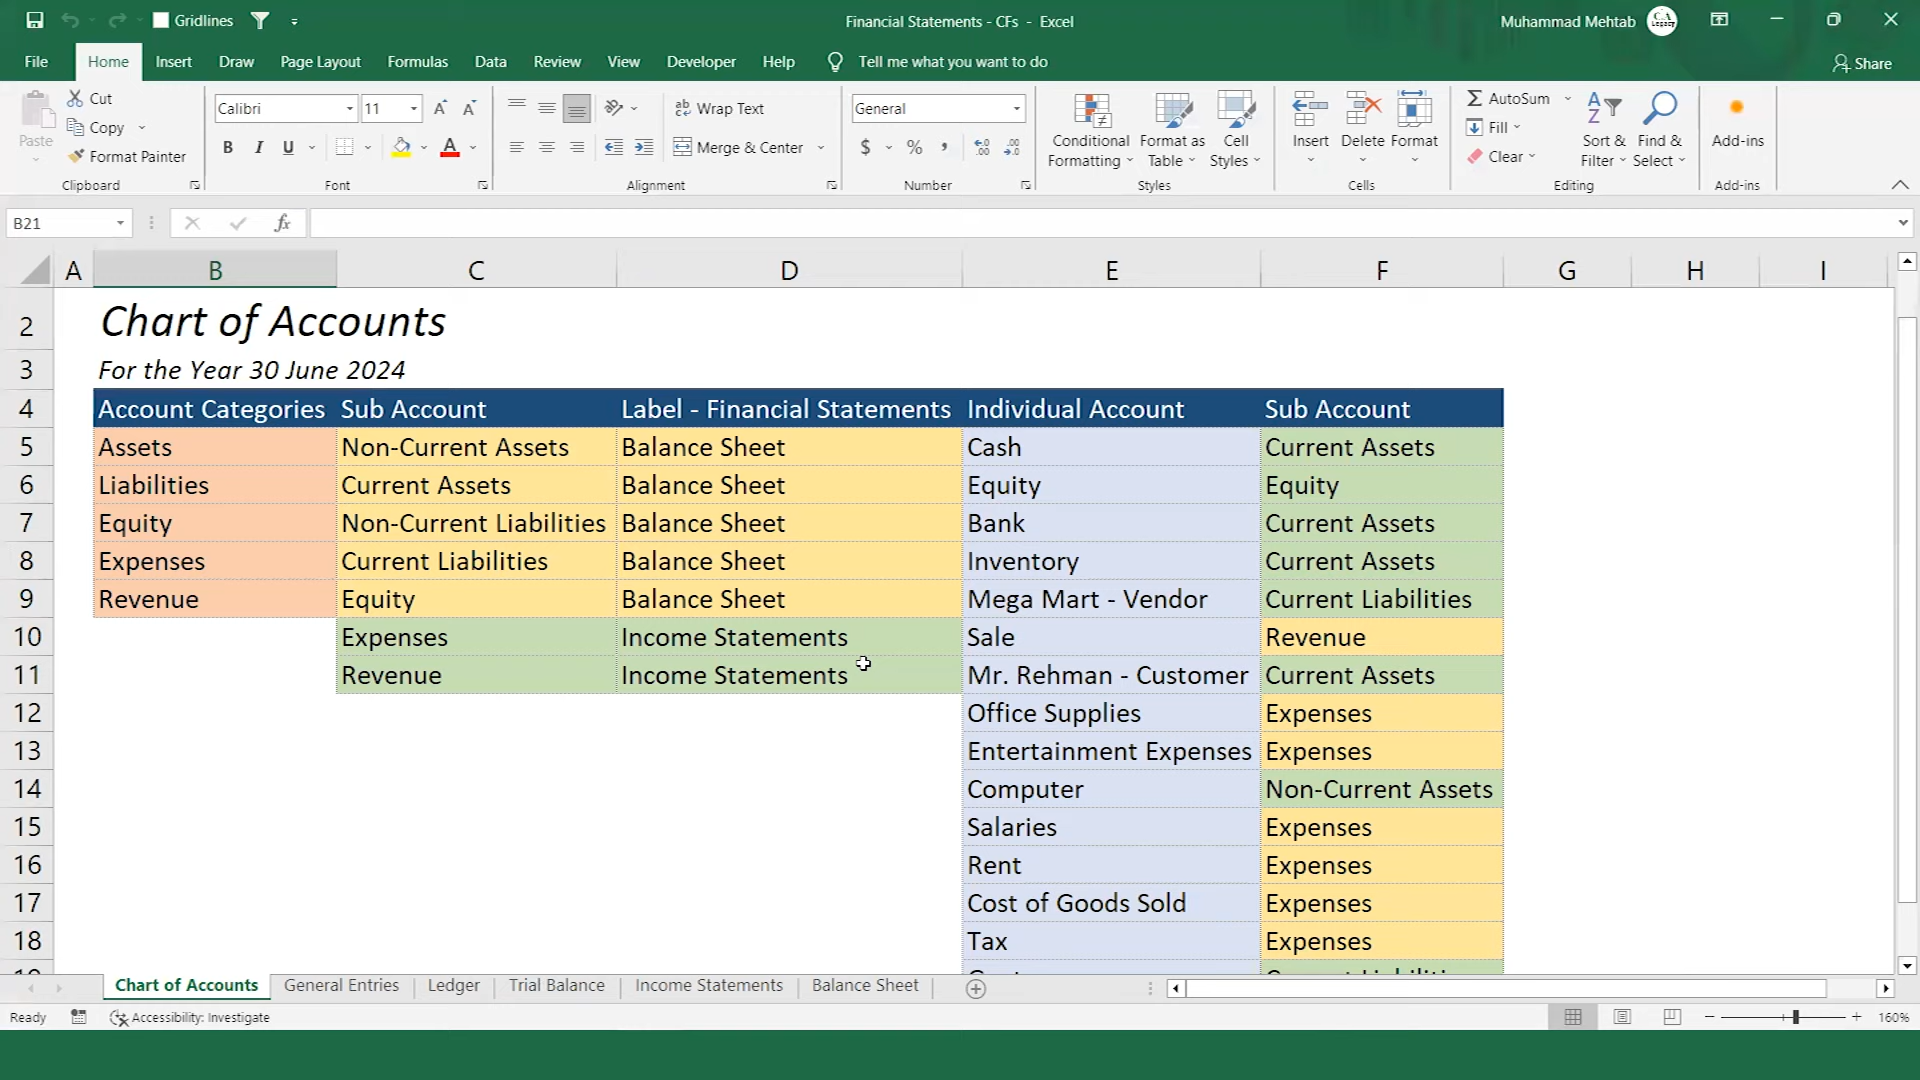 Gridlines
Financial Statements - CFs - Excel
Muhammad Mehtab
File Home Insert Draw Page Layout Formulas Data Review View Developer Help Tell me what you want to do
Share
Paste
Cut
Copy
Format Painter
Clipboard
Calibri 11
B I U
Font
Wrap Text
Merge & Center
Alignment
General
$ % ,
Number
Conditional Formatting
Format as Table
Cell Styles
Styles
Insert Delete Format
Cells
AutoSum
Fill
Clear
Sort & Filter
Find & Select
Editing
Add-ins
Add-ins
B21 fx
A B C D E F G H I
2 Chart of Accounts
3 For the Year 30 June 2024
4 Account Categories Sub Account Label - Financial Statements Individual Account Sub Account
5 Assets Non-Current Assets Balance Sheet Cash Current Assets
6 Liabilities Current Assets Balance Sheet Equity Equity
7 Equity Non-Current Liabilities Balance Sheet Bank Current Assets
8 Expenses Current Liabilities Balance Sheet Inventory Current Assets
9 Revenue Equity Balance Sheet Mega Mart - Vendor Current Liabilities
10 Expenses Income Statements Sale Revenue
11 Revenue Income Statements Mr. Rehman - Customer Current Assets
12 Office Supplies Expenses
13 Entertainment Expenses Expenses
14 Computer Non-Current Assets
15 Salaries Expenses
16 Rent Expenses
17 Cost of Goods Sold Expenses
18 Tax Expenses
Chart of Accounts General Entries Ledger Trial Balance Income Statements Balance Sheet
Ready Accessibility: Investigate 160%